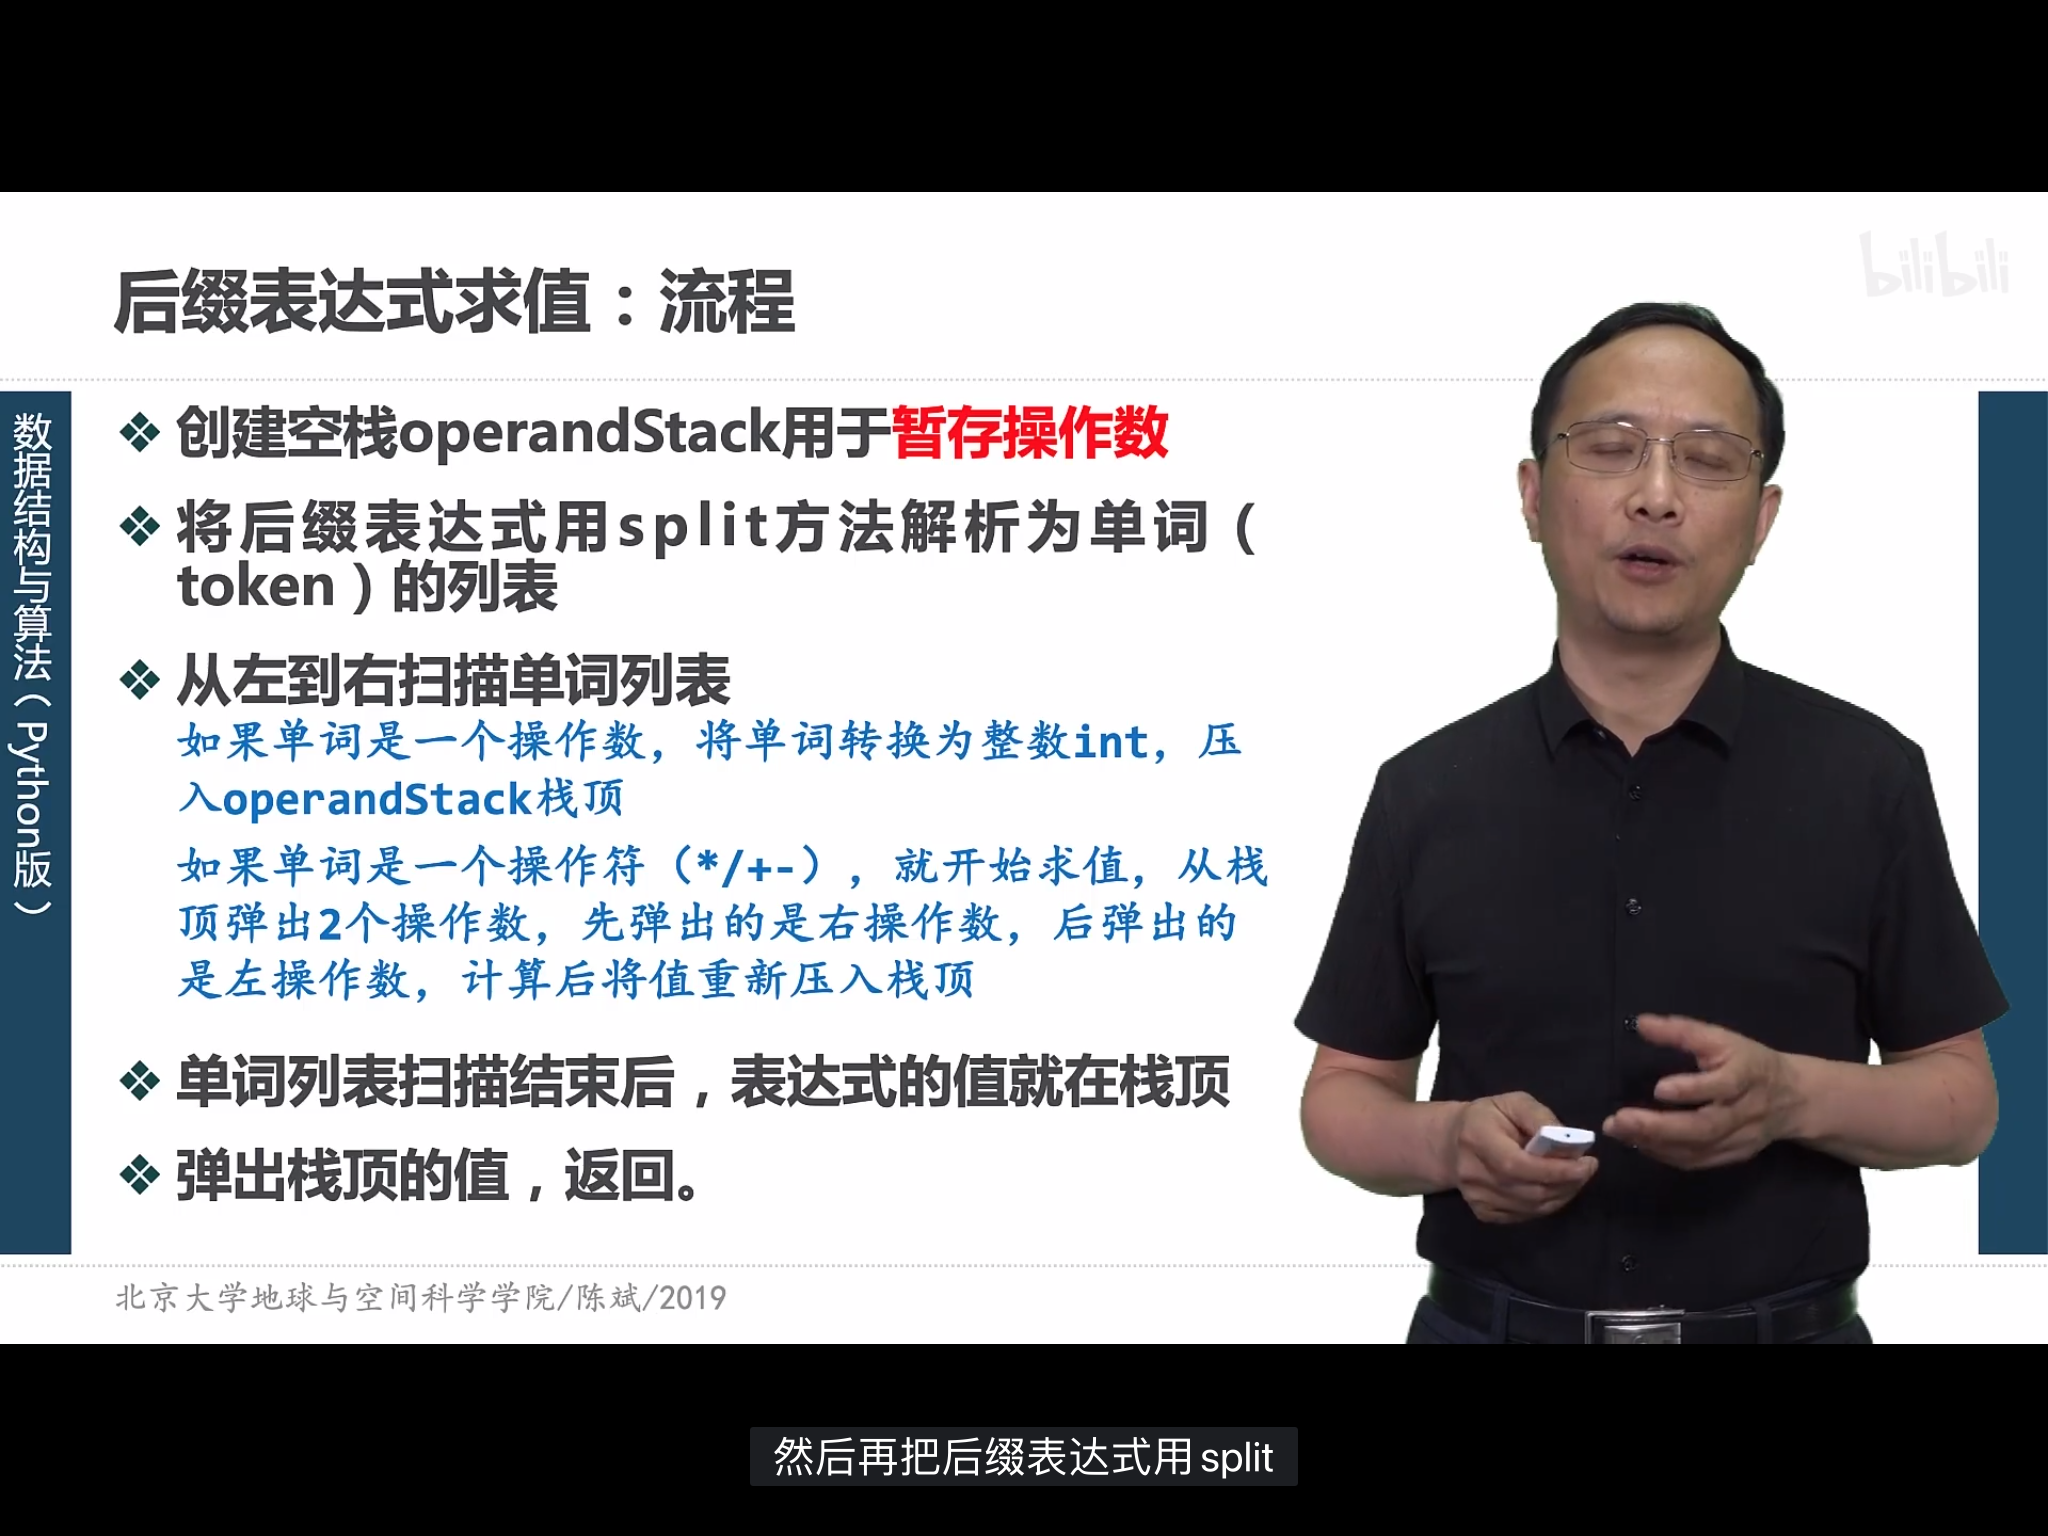 bilibili
后缀表达式求值：流程
数据结构与算法（Python版）
创建空栈operandStack用于暂存操作数
将后缀表达式用split方法解析为单词（
token）的列表
从左到右扫描单词列表
如果单词是一个操作数，将单词转换为整数int，压
入operandStack栈顶
如果单词是一个操作符（*/+-），就开始求值，从栈
顶弹出2个操作数，先弹出的是右操作数，后弹出的
是左操作数，计算后将值重新压入栈顶
单词列表扫描结束后，表达式的值就在栈顶
弹出栈顶的值，返回。
北京大学地球与空间科学学院/陈斌/2019
然后再把后缀表达式用split